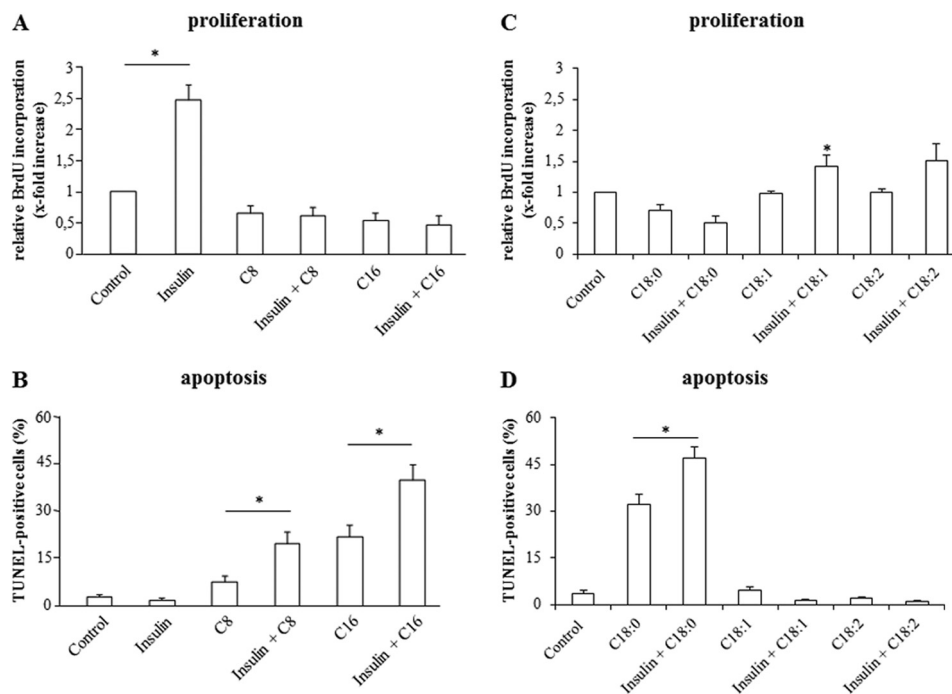 A
proliferation
relative BrdU incorporation
(x-fold increase)
3
2,5
2
1,5
1
0,5
0
*
Control
Insulin
C8
Insulin + C8
C16
Insulin + C16
C
proliferation
relative BrdU incorporation
(x-fold increase)
3
2,5
2
1,5
1
0,5
0
*
Control
C18:0
Insulin + C18:0
C18:1
Insulin + C18:1
C18:2
Insulin + C18:2
B
apoptosis
TUNEL-positive cells (%)
60
45
30
15
0
*
*
Control
Insulin
C8
Insulin + C8
C16
Insulin + C16
D
apoptosis
TUNEL-positive cells (%)
60
45
30
15
0
*
Control
C18:0
Insulin + C18:0
C18:1
Insulin + C18:1
C18:2
Insulin + C18:2